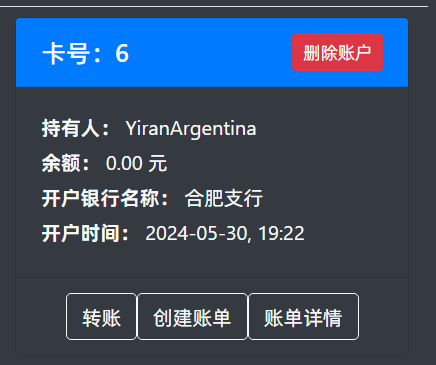 卡号：6 删除账户
持有人： YiranArgentina
余额： 0.00 元
开户银行名称： 合肥支行
开户时间： 2024-05-30, 19:22
转账 创建账单 账单详情